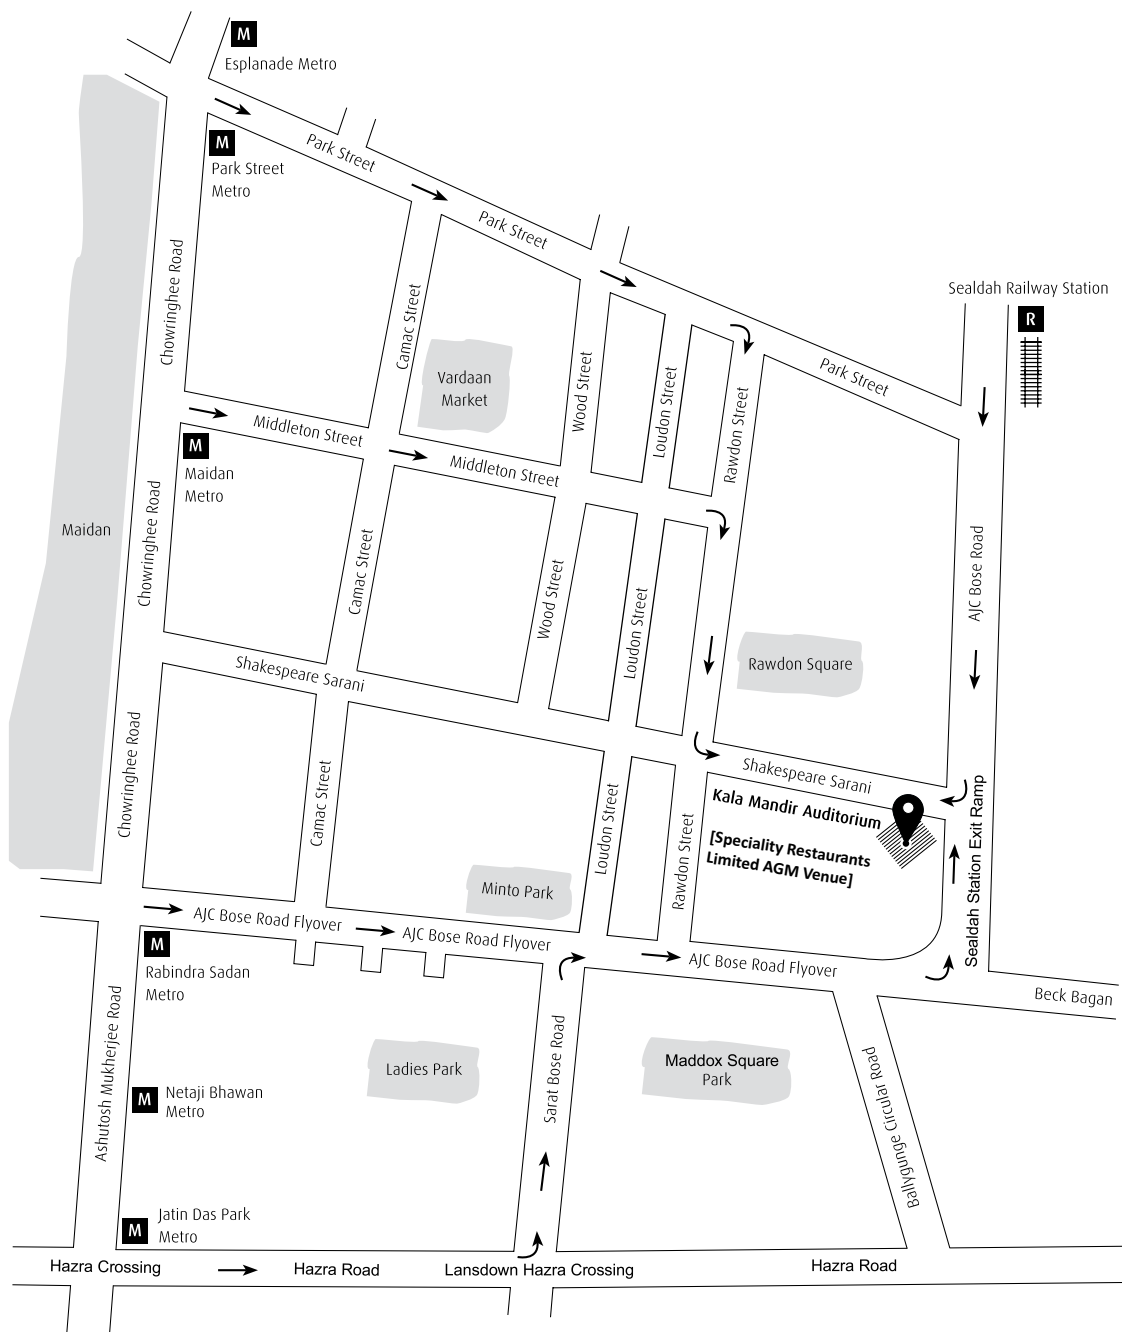 M
Esplanade Metro
Park Street
M
Park Street
Metro
Park Street
Chowringhee Road
Camac Street
Sealdah Railway Station
R
Vardaan
Market
Wood Street
Loudon Street
Rawdon Street
Park Street
Middleton Street
M
Maidan
Metro
Middleton Street
Maidan
Chowringhee Road
Camac Street
Wood Street
Loudon Street
AJC Bose Road
Rawdon Square
Shakespeare Sarani
Chowringhee Road
Camac Street
Loudon Street
Rawdon Street
Shakespeare Sarani
Kala Mandir Auditorium
[Speciality Restaurants
Limited AGM Venue]
Sealdah Station Exit Ramp
Minto Park
AJC Bose Road Flyover
AJC Bose Road Flyover
AJC Bose Road Flyover
M
Rabindra Sadan
Metro
Beck Bagan
Ashutosh Mukherjee Road
Sarat Bose Road
Ladies Park
Maddox Square
Park
Ballygunge Circular Road
M
Netaji Bhawan
Metro
M
Jatin Das Park
Metro
Hazra Crossing
Hazra Road
Lansdown Hazra Crossing
Hazra Road